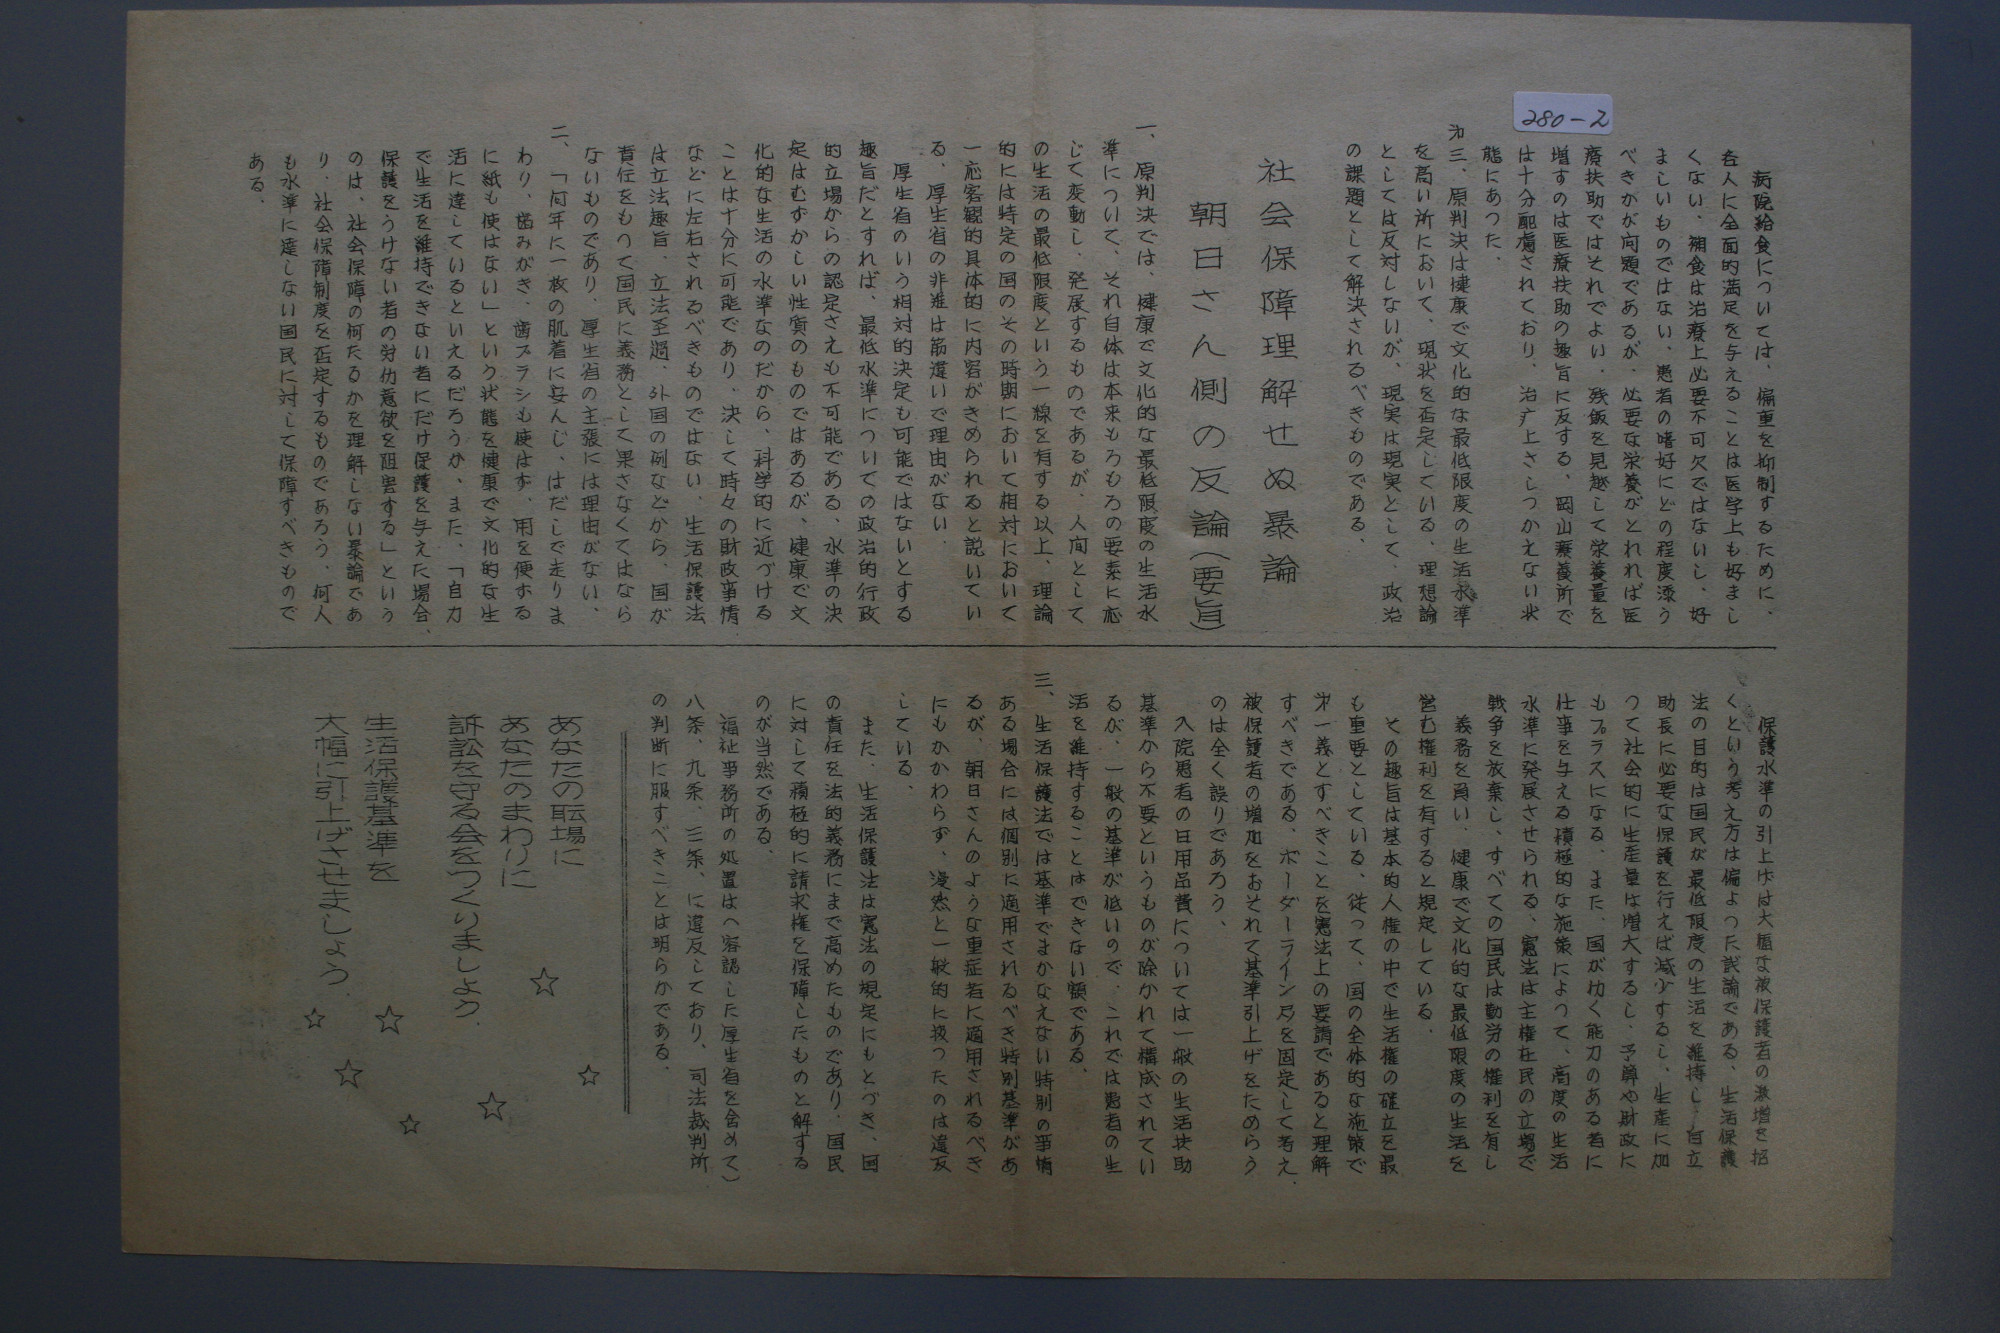 280-2
病院給食については、偏重を抑制するために、
各人に全面的満足を与えることは医学上も好まし
くない、補食は治療上必要不可欠ではないし、好
ましいものではない、患者の嗜好にどの程度添う
べきかが向題であるが、必要な栄養がとれれば医
療扶助ではそれでよい、残飯を見越して栄養量を
増すのは医療扶助の趣旨に反する、岡山療養所で
は十分配慮されており、治疒上さしつかえない状
態にあつた、
才三、原判決は健康で文化的な最低限度の生活水準
を高い所において、現状を否定している、理想論
としては反対しないが、現実は現実として、政治
の課題として解決されるべきものである、
社会保障理解せぬ暴論
朝日さん側の反論(要旨)
一、原判決では、健康で文化的な最低限度の生活水
準について、それ自体は本来もろもろの要素に応
じて変動し、発展するものであるが、人向として
の生活の最低限度という一線を有する以上、理論
的には特定の国のその時期において相対において
一応客観的具体的に内容がきめられると説いてい
る、厚生省の非難は筋違いで理由がない.
厚生省のいう相対的決定も可能ではないとする
趣旨だとすれば、最低水準についての政治的行政
的立場からの認定さえも不可能である、水準の決
定はむずかしい性質のものではあるが、健康で文
化的な生活の水準なのだから、科学的に近づける
ことは十分に可能であり、決して時々の財政事情
などに左右されるべきものではない、生活保護法
は立法趣旨、立法至過、外国の例などから、国が
責任をもつて国民に義務として果さなくてはなら
ないものであり、厚生省の主張には理由がない、
二、「何年に一枚の肌着に安んじ、はだしで走りま
わり、歯みがき、歯ブラシも使はず、用を便する
に紙も使はない」という状態を健康で文化的な生
活に達しているといえるだろうか、また、「自力
で生活を維持できない者にだけ保護を与えた場合、
保護をうけない者の労仂意欲を阻害する」という
のは、社会保障の何たるかを理解しない暴論であ
り、社会保障制度を否定するものであろう、何人
も水準に達しない国民に対して保障すべきもので
ある、
保護水準の引上げは大巾な被保護者の激増を招
くという考え方は偏よった議論である、生活保護
法の目的は国民が最低限度の生活を維持し、自立
助長に必要な保護を行えば減少するし、生産に加
つて社会的に生産量は増大するし、予算や財政に
もプラスになる、また、国が仂く能力のある者に
仕事を与える積極的な施策によつて、高度の生活
水準に発展させられる、憲法は主権在民の立場で
戦争を放棄し、すべての国民は勤労の権利を有し
義務を負い、健康で文化的な最低限度の生活を
営む権利を有すると規定している.
その趣旨は基本的人権の中で生活権の確立を最
も重要としている、従って、国の全体的な施策で
才一義とすべきことを憲法上の要請であると理解
すべきである、ボーダーライン層を固定して考え、
被保護者の増加をおそれて基準引上げをためらう
のは全く誤りであろう、
入院患者の日用品費については一般の生活扶助
基準から不要というものが除かれて構成されてい
るが、一般の基準が低いので、これでは患者の生
活を維持することはできない額である、
三、生活保護法では基準でまかなえない特別の事情
ある場合には個別に適用されるべき特別基準があ
るが、朝日さんのような重症者に適用されるべき
にもかかわらず、漫然と一般的に扱つたのは違反
している、
また、生活保護法は憲法の規定にもとづき、国
の責任を法的義務にまで高めたものであり、国民
に対して積極的に請求権を保障したものと解する
のが当然である、
福祉事務所の処置は(容認した厚生省を含めて)
八条、九条、三条、に違反しており、司法裁判所
の判断に服すべきことは明らかである、
あなたの転場に
あなたのまわりに
訴訟を守る会をつくりましよう.
生活保護基準を
大幅に引上げさせましょう.